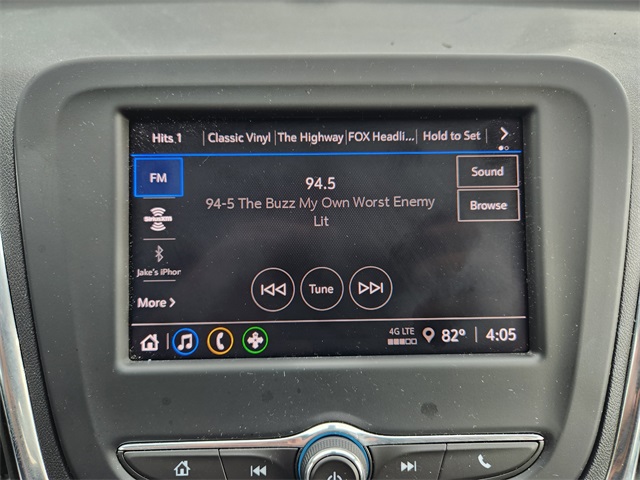 Hits 1 Classic Vinyl The Highway FOX Headli... Hold to Set
FM
94.5
Sound
94-5 The Buzz My Own Worst Enemy
Lit
Browse
SiriusXM
Jake's iPhor
Tune
More
4G LTE 82° 4:05